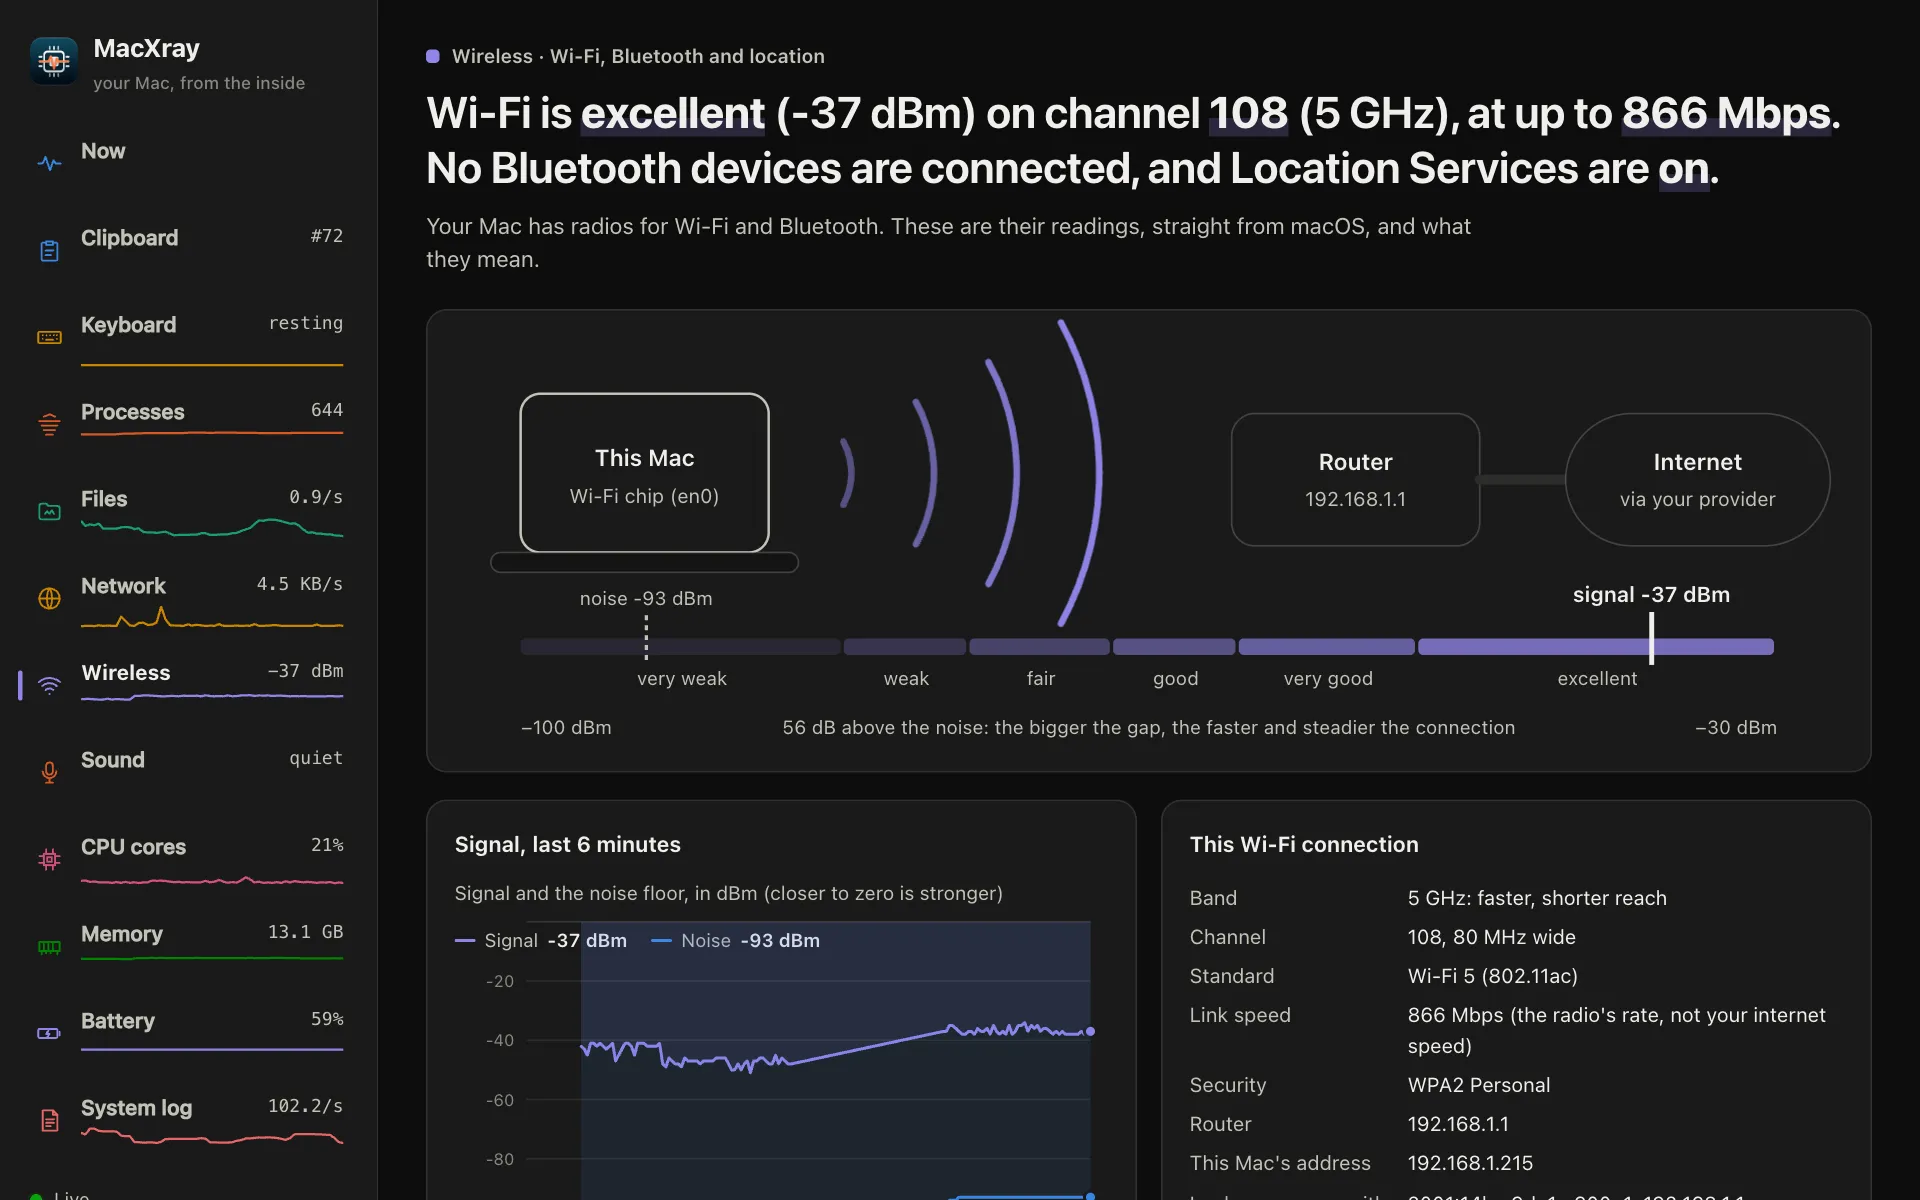 MacXray
your Mac, from the inside
Now
Clipboard #72
Keyboard resting
Processes 644
Files 0.9/s
Network 4.5 KB/s
Wireless −37 dBm
Sound quiet
CPU cores 21%
Memory 13.1 GB
Battery 59%
System log 102.2/s
Live
Wireless · Wi-Fi, Bluetooth and location
Wi-Fi is excellent (-37 dBm) on channel 108 (5 GHz), at up to 866 Mbps.
No Bluetooth devices are connected, and Location Services are on.
Your Mac has radios for Wi-Fi and Bluetooth. These are their readings, straight from macOS, and what
they mean.
This Mac
Wi-Fi chip (en0)
Router
192.168.1.1
Internet
via your provider
noise -93 dBm
signal -37 dBm
very weak weak fair good very good excellent
−100 dBm 56 dB above the noise: the bigger the gap, the faster and steadier the connection −30 dBm
Signal, last 6 minutes
Signal and the noise floor, in dBm (closer to zero is stronger)
Signal -37 dBm Noise -93 dBm
-20
-40
-60
-80
This Wi-Fi connection
Band 5 GHz: faster, shorter reach
Channel 108, 80 MHz wide
Standard Wi-Fi 5 (802.11ac)
Link speed 866 Mbps (the radio's rate, not your internet
speed)
Security WPA2 Personal
Router 192.168.1.1
This Mac's address 192.168.1.215